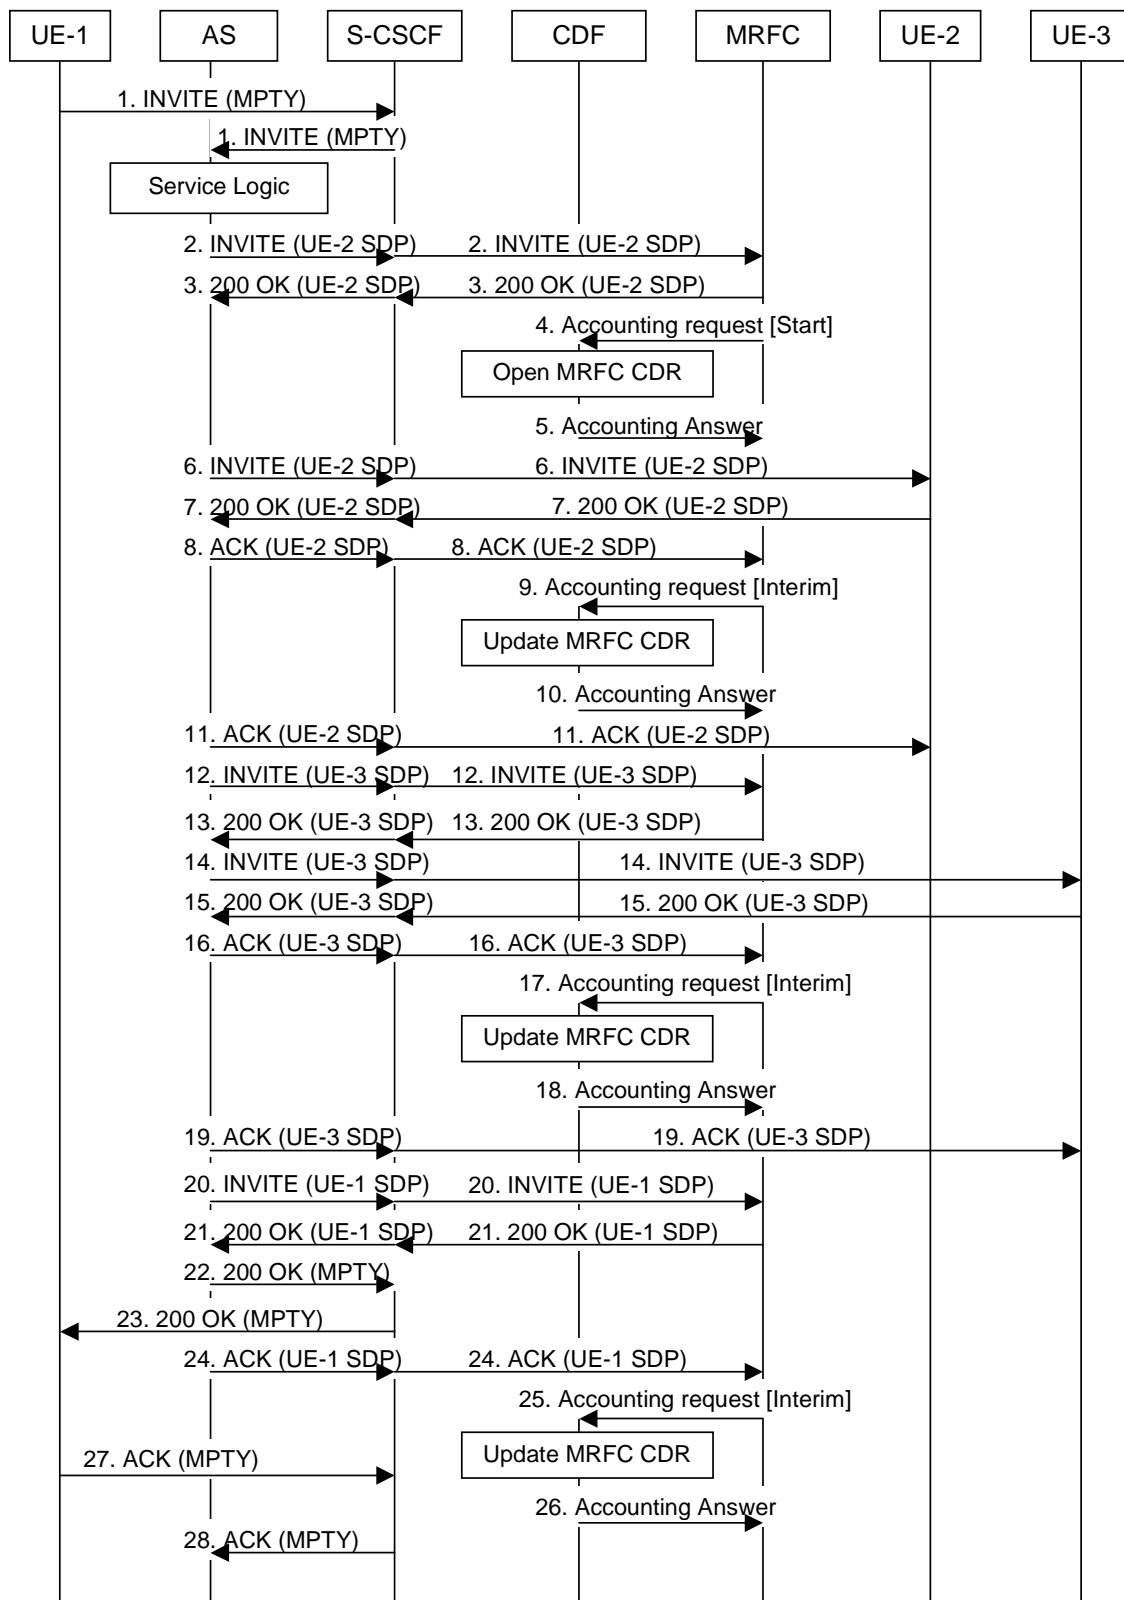 UE-1 AS S-CSCF CDF MRFC UE-2 UE-3
1. INVITE (MPTY)
1. INVITE (MPTY)
Service Logic
2. INVITE (UE-2 SDP) 2. INVITE (UE-2 SDP)
3. 200 OK (UE-2 SDP) 3. 200 OK (UE-2 SDP)
4. Accounting request [Start]
Open MRFC CDR
5. Accounting Answer
6. INVITE (UE-2 SDP) 6. INVITE (UE-2 SDP)
7. 200 OK (UE-2 SDP) 7. 200 OK (UE-2 SDP)
8. ACK (UE-2 SDP) 8. ACK (UE-2 SDP)
9. Accounting request [Interim]
Update MRFC CDR
10. Accounting Answer
11. ACK (UE-2 SDP) 11. ACK (UE-2 SDP)
12. INVITE (UE-3 SDP) 12. INVITE (UE-3 SDP)
13. 200 OK (UE-3 SDP) 13. 200 OK (UE-3 SDP)
14. INVITE (UE-3 SDP) 14. INVITE (UE-3 SDP)
15. 200 OK (UE-3 SDP) 15. 200 OK (UE-3 SDP)
16. ACK (UE-3 SDP) 16. ACK (UE-3 SDP)
17. Accounting request [Interim]
Update MRFC CDR
18. Accounting Answer
19. ACK (UE-3 SDP) 19. ACK (UE-3 SDP)
20. INVITE (UE-1 SDP) 20. INVITE (UE-1 SDP)
21. 200 OK (UE-1 SDP) 21. 200 OK (UE-1 SDP)
22. 200 OK (MPTY)
23. 200 OK (MPTY)
24. ACK (UE-1 SDP) 24. ACK (UE-1 SDP)
25. Accounting request [Interim]
27. ACK (MPTY) Update MRFC CDR
26. Accounting Answer
28. ACK (MPTY)